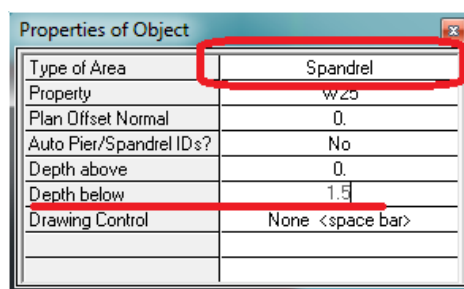 Properties of Object
Type of Area Spandrel
Property W25
Plan Offset Normal 0.
Auto Pier/Spandrel IDs? No
Depth above 0.
Depth below 1.5
Drawing Control None <space bar>